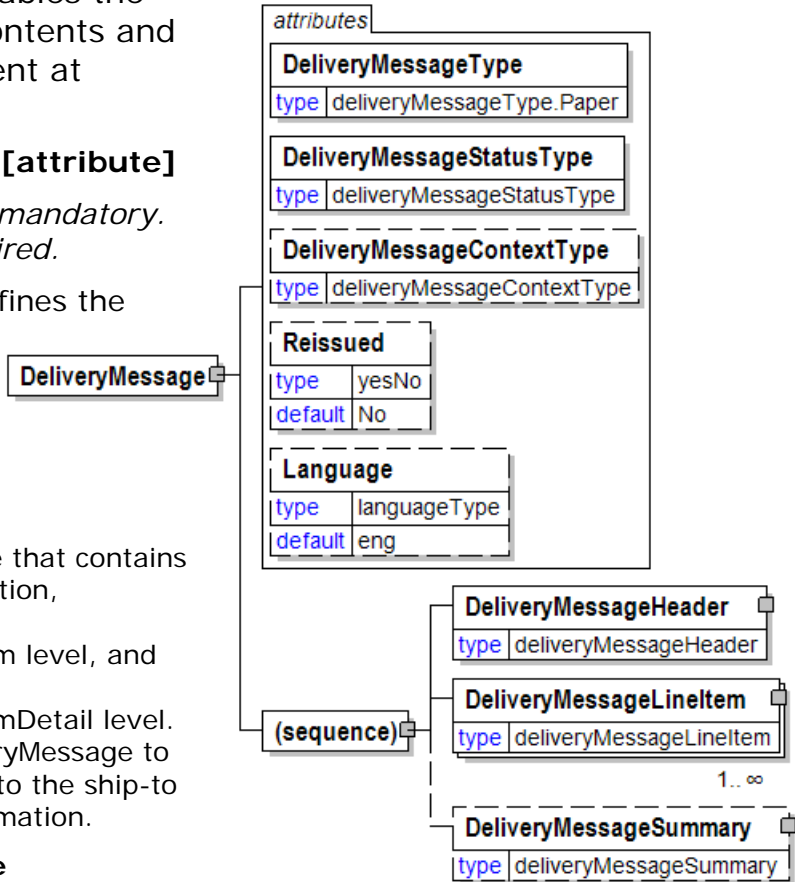 ontents and
ent at
[attribute]
mandatory.
ired.
fines the
e that contains
tion,
m level, and
mDetail level.
ryMessage to
to the ship-to
mation.
e
DeliveryMessage
attributes
DeliveryMessageType
type deliveryMessageType.Paper
DeliveryMessageStatusType
type deliveryMessageStatusType
DeliveryMessageContextType
type deliveryMessageContextType
Reissued
type yesNo
default No
Language
type languageType
default eng
(sequence)
DeliveryMessageHeader
type deliveryMessageHeader
DeliveryMessageLineItem
type deliveryMessageLineItem
1..∞
DeliveryMessageSummary
type deliveryMessageSummary